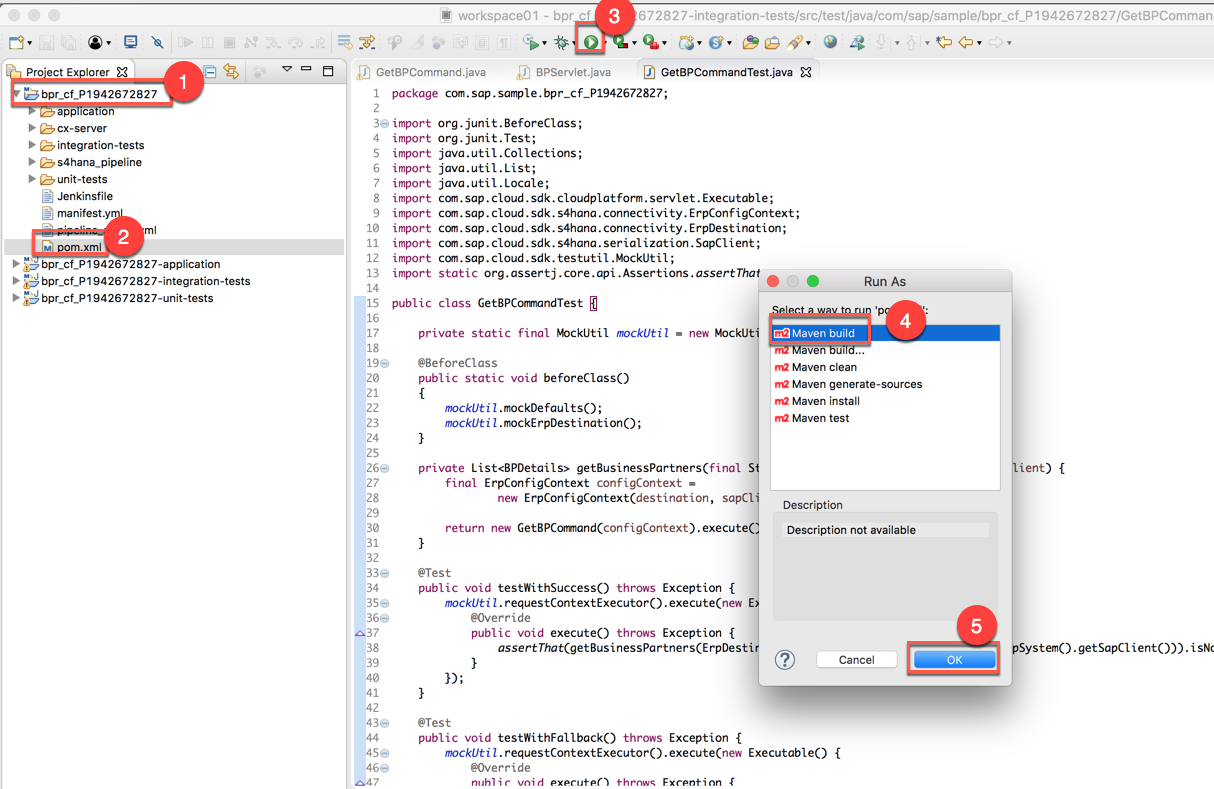 workspace01 - bpr_cf_
3
2672827-integration-tests/src/test/java/com/sap/sample/bpr_cf_P1942672827/GetBPComman
Project Explorer
1
bpr_cf_P1942672827
application
cx-server
integration-tests
s4hana_pipeline
unit-tests
Jenkinsfile
manifest.yml
2
pom.xml
bpr_cf_P1942672827-application
bpr_cf_P1942672827-integration-tests
bpr_cf_P1942672827-unit-tests
GetBPCommand.java
BPServlet.java
GetBPCommandTest.java
1 package com.sap.sample.bpr_cf_P1942672827;
2
3 import org.junit.BeforeClass;
4 import org.junit.Test;
5 import java.util.Collections;
6 import java.util.List;
7 import java.util.Locale;
8 import com.sap.cloud.sdk.cloudplatform.servlet.Executable;
9 import com.sap.cloud.sdk.s4hana.connectivity.ErpConfigContext;
10 import com.sap.cloud.sdk.s4hana.connectivity.ErpDestination;
11 import com.sap.cloud.sdk.s4hana.serialization.SapClient;
12 import com.sap.cloud.sdk.testutil.MockUtil;
13 import static org.assertj.core.api.Assertions.assertThat
14
15 public class GetBPCommandTest {
16
17 private static final MockUtil mockUtil = new MockUti
18
19 @BeforeClass
20 public static void beforeClass()
21 {
22 mockUtil.mockDefaults();
23 mockUtil.mockErpDestination();
24 }
25
26 private List<BPDetails> getBusinessPartners(final St
lient) {
27 final ErpConfigContext configContext =
28 new ErpConfigContext(destination, sapCli
29
30 return new GetBPCommand(configContext).execute()
31 }
32
33 @Test
34 public void testWithSuccess() throws Exception {
35 mockUtil.requestContextExecutor().execute(new Ex
36 @Override
37 public void execute() throws Exception {
38 assertThat(getBusinessPartners(ErpDestin
pSystem().getSapClient())).isNo
39 }
40 });
41 }
42
43 @Test
44 public void testWithFallback() throws Exception {
45 mockUtil.requestContextExecutor().execute(new Executable() {
46 @Override
47 public void execute() throws Exception {
Run As
Select a way to run 'po
4
Maven build
Maven build...
Maven clean
Maven generate-sources
Maven install
Maven test
Description
Description not available
5
Cancel
OK